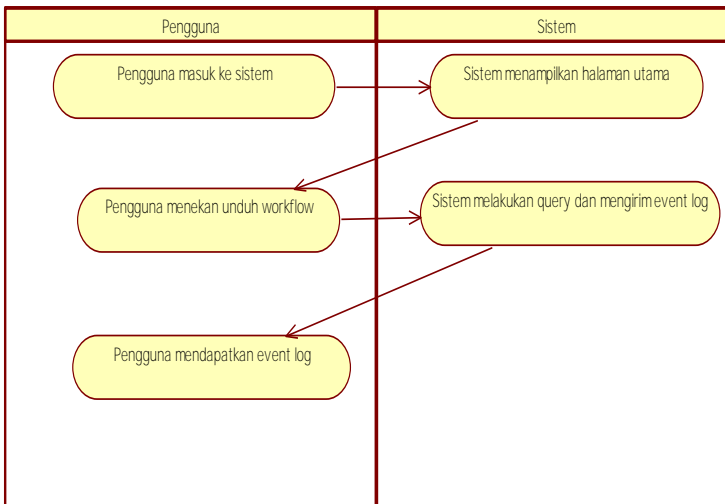 Pengguna
Sistem
Pengguna masuk ke sistem
Sistem menampilkan halaman utama
Pengguna menekan unduh workflow
Sistem melakukan query dan mengirim event log
Pengguna mendapatkan event log